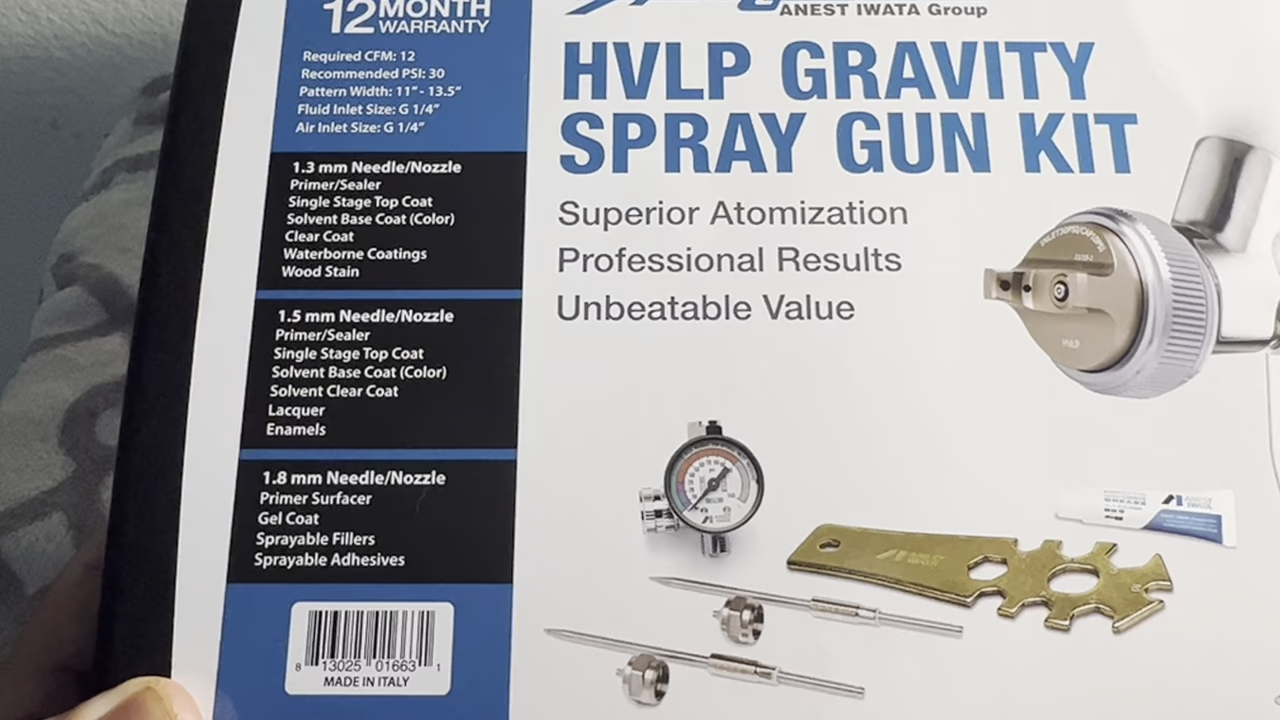 12 MONTH
WARRANTY
Required CFM: 12
Recommended PSI: 30
Pattern Width: 11"- 13.5"
Fluid Inlet Size: G 1/4"
Air Inlet Size: G 1/4"
1.3 mm Needle/Nozzle
Primer/Sealer
Single Stage Top Coat
Solvent Base Coat (Color)
Clear Coat
Waterborne Coatings
Wood Stain
1.5 mm Needle/Nozzle
Primer/Sealer
Single Stage Top Coat
Solvent Base Coat (Color)
Solvent Clear Coat
Lacquer
Enamels
1.8 mm Needle/Nozzle
Primer Surfacer
Gel Coat
Sprayable Fillers
Sprayable Adhesives
8 13025 01663 1
MADE IN ITALY
ANEST IWATA Group
HVLP GRAVITY
SPRAY GUN KIT
Superior Atomization
Professional Results
Unbeatable Value
HVLP